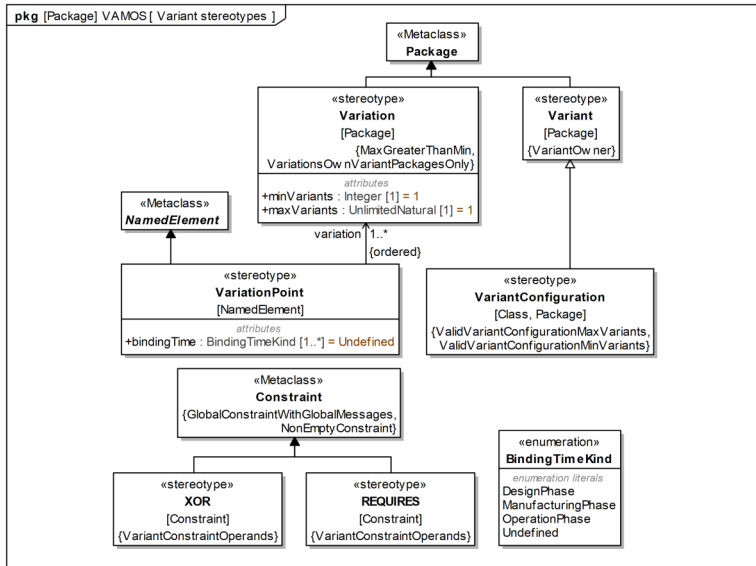 pkg [Package] VAMOS [ Variant stereotypes ]
«Metaclass»
Package
«stereotype»
Variation
[Package]
{MaxGreaterThanMin,
VariationsOwnVariantPackagesOnly}
attributes
+minVariants : Integer [1] = 1
+maxVariants : UnlimitedNatural [1] = 1
«stereotype»
Variant
[Package]
{VariantOwner}
«Metaclass»
NamedElement
variation 1..*
{ordered}
«stereotype»
VariationPoint
[NamedElement]
attributes
+bindingTime : BindingTimeKind [1..*] = Undefined
«stereotype»
VariantConfiguration
[Class, Package]
{ValidVariantConfigurationMaxVariants,
ValidVariantConfigurationMinVariants}
«Metaclass»
Constraint
{GlobalConstraintWithGlobalMessages,
NonEmptyConstraint}
«stereotype»
XOR
[Constraint]
{VariantConstraintOperands}
«stereotype»
REQUIRES
[Constraint]
{VariantConstraintOperands}
«enumeration»
BindingTimeKind
enumeration literals
DesignPhase
ManufacturingPhase
OperationPhase
Undefined